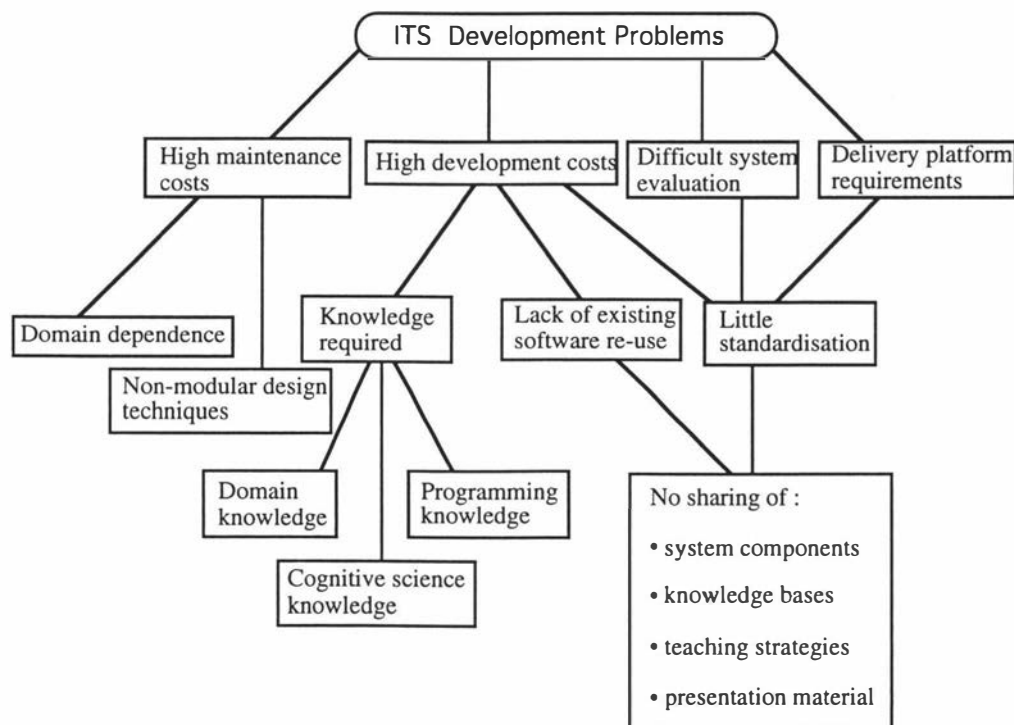 ITS Development Problems
High maintenance
costs
High development costs
Difficult system
evaluation
Delivery platform
requirements
Domain dependence
Knowledge
required
Lack of existing
software re-use
Little
standardisation
Non-modular design
techniques
Domain
knowledge
Programming
knowledge
Cognitive science
knowledge
No sharing of :
• system components
• knowledge bases
• teaching strategies
• presentation material